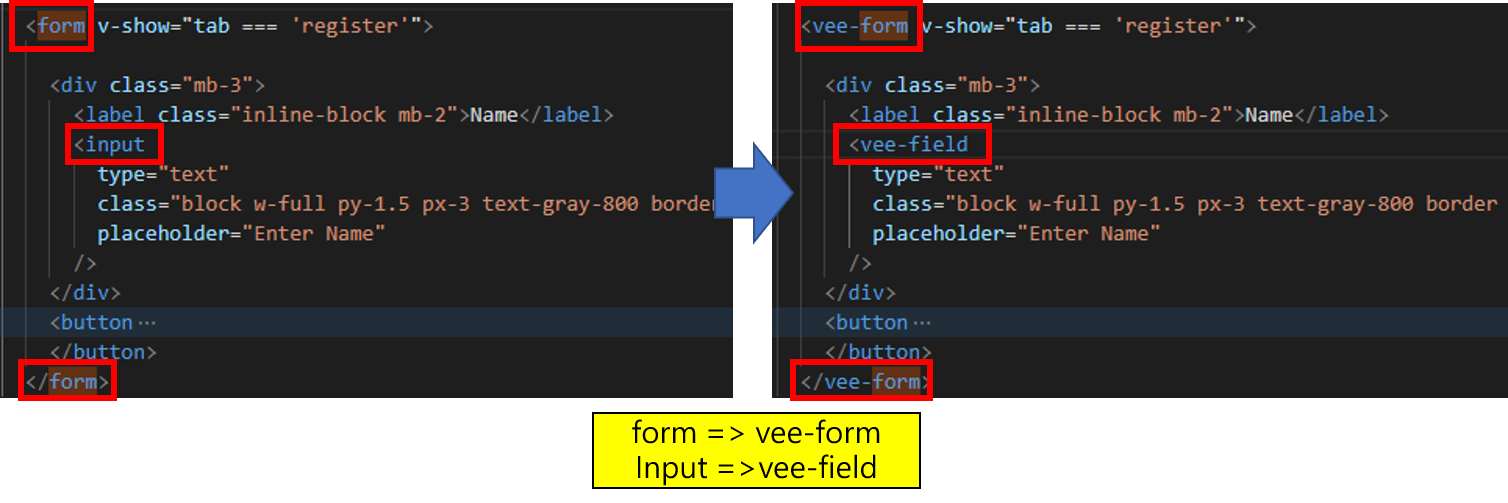 <form v-show="tab === 'register'">
<div class="mb-3">
<label class="inline-block mb-2">Name</label>
<input
type="text"
class="block w-full py-1.5 px-3 text-gray-800 border
placeholder="Enter Name"
/>
</div>
<button ...
</button>
</form>
<vee-form v-show="tab === 'register'">
<div class="mb-3">
<label class="inline-block mb-2">Name</label>
<vee-field
type="text"
class="block w-full py-1.5 px-3 text-gray-800 border
placeholder="Enter Name"
/>
</div>
<button ...
</button>
</vee-form>
form => vee-form
Input =>vee-field